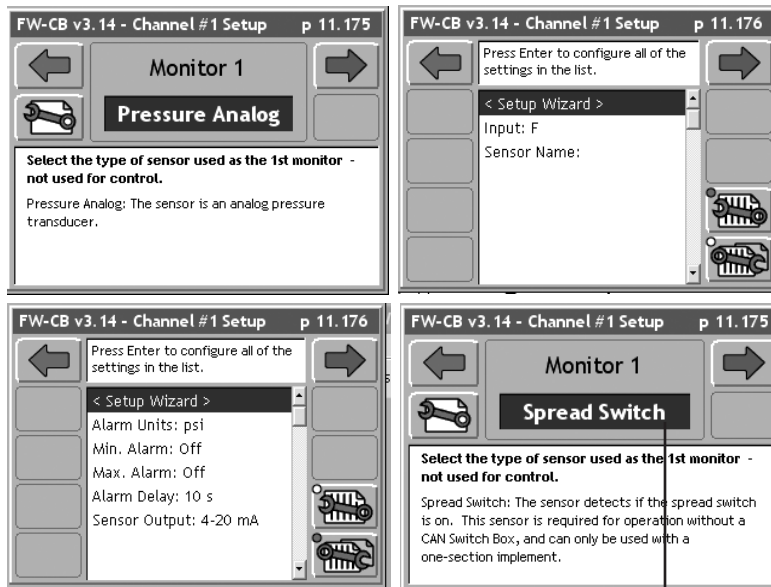 FW-CB v3.14 - Channel #1 Setup p 11.175
Monitor 1
Pressure Analog
Select the type of sensor used as the 1st monitor -
not used for control.
Pressure Analog: The sensor is an analog pressure
transducer.
FW-CB v3.14 - Channel #1 Setup p 11.176
Press Enter to configure all of the
settings in the list.
< Setup Wizard >
Input: F
Sensor Name:
FW-CB v3.14 - Channel #1 Setup p 11.176
Press Enter to configure all of the
settings in the list.
< Setup Wizard >
Alarm Units: psi
Min. Alarm: Off
Max. Alarm: Off
Alarm Delay: 10 s
Sensor Output: 4-20 mA
FW-CB v3.14 - Channel #1 Setup p 11.175
Monitor 1
Spread Switch
Select the type of sensor used as the 1st monitor -
not used for control.
Spread Switch: The sensor detects if the spread switch
is on. This sensor is required for operation without a
CAN Switch Box, and can only be used with a
one-section implement.